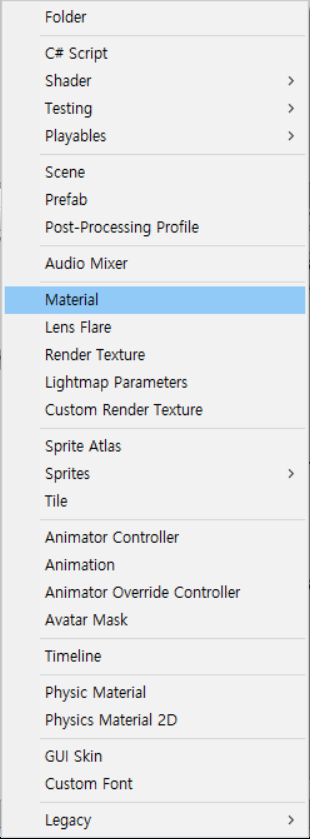 Folder
C# Script
Shader
Testing
Playables
Scene
Prefab
Post-Processing Profile
Audio Mixer
Material
Lens Flare
Render Texture
Lightmap Parameters
Custom Render Texture
Sprite Atlas
Sprites
Tile
Animator Controller
Animation
Animator Override Controller
Avatar Mask
Timeline
Physic Material
Physics Material 2D
GUI Skin
Custom Font
Legacy